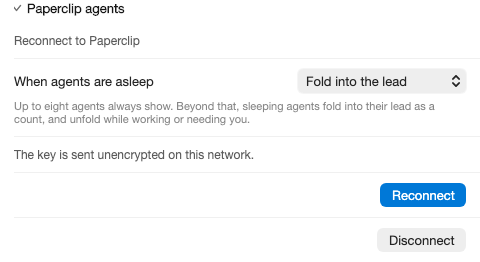 Paperclip agents
Reconnect to Paperclip
When agents are asleep
Fold into the lead
Up to eight agents always show. Beyond that, sleeping agents fold into their lead as a
count, and unfold while working or needing you.
The key is sent unencrypted on this network.
Reconnect
Disconnect